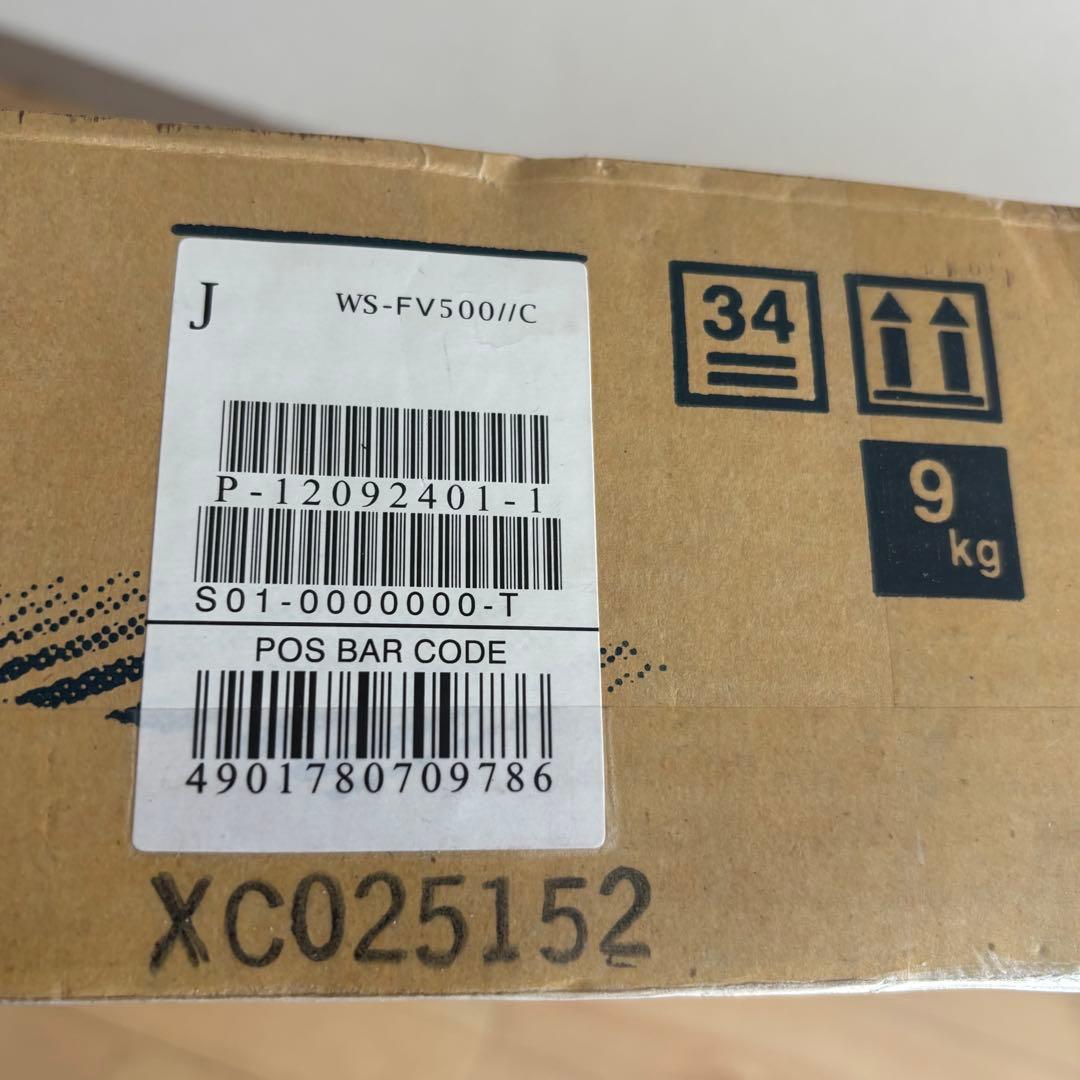 J WS-FV500//C
P-12092401-1
S01-0000000-T
POS BAR CODE
4901780709786
34
9
kg
XC025152